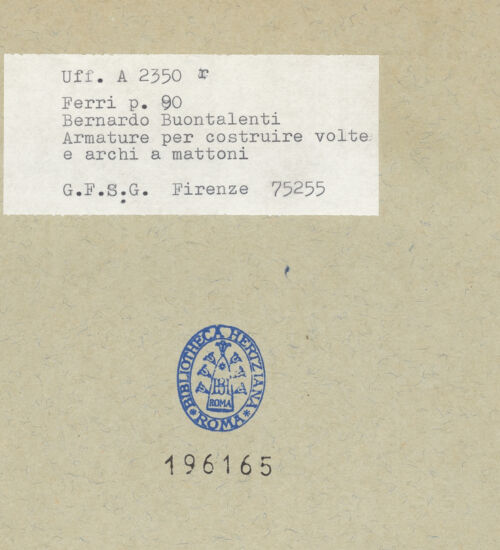 Uff. A 2350 r
Ferri p. 90
Bernardo Buontalenti
Armature per costruire volte
e archi a mattoni
G.F.S.G. Firenze 75255
BIBLIOTHECA HERTZIANA
ROMA
*ROMA*
196165